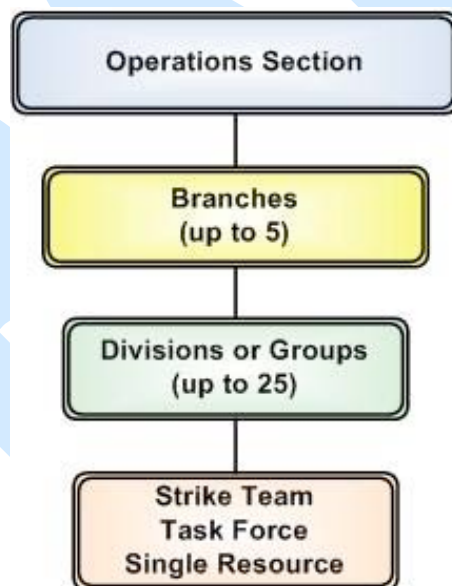 Operations Section
Branches
(up to 5)
Divisions or Groups
(up to 25)
Strike Team
Task Force
Single Resource